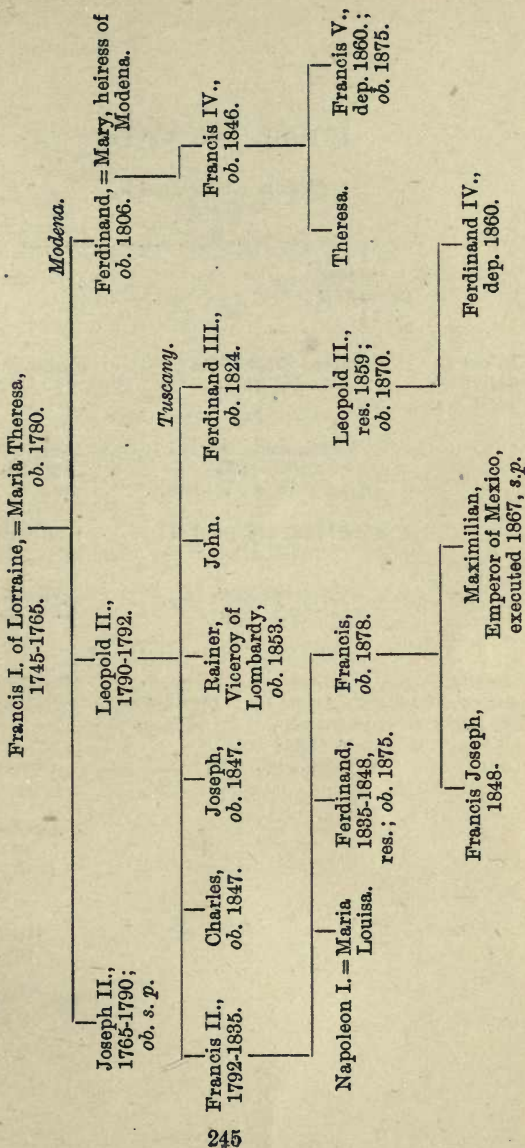 Francis I. of Lorraine, = Maria Theresa,
1745-1765. ob. 1780.
Joseph II.,
1765-1790;
ob. s. p.
Leopold II.,
1790-1792.
Modena.
Ferdinand, = Mary, heiress of
ob. 1806. Modena.
Tuscany.
Francis II.,
1792-1835.
Charles,
ob. 1847.
Joseph,
ob. 1847.
Rainer,
Viceroy of
Lombardy,
ob. 1853.
John.
Ferdinand III.,
ob. 1824.
Francis IV.,
ob. 1846.
Napoleon I. = Maria
Louisa.
Ferdinand,
1835-1848,
res.; ob. 1875.
Francis,
ob. 1878.
Leopold II.,
res. 1859;
ob. 1870.
Theresa.
Francis V.,
dep. 1860.;
ob. 1875.
Francis Joseph,
1848-
Maximilian,
Emperor of Mexico,
executed 1867, s.p.
Ferdinand IV.,
dep. 1860.
245